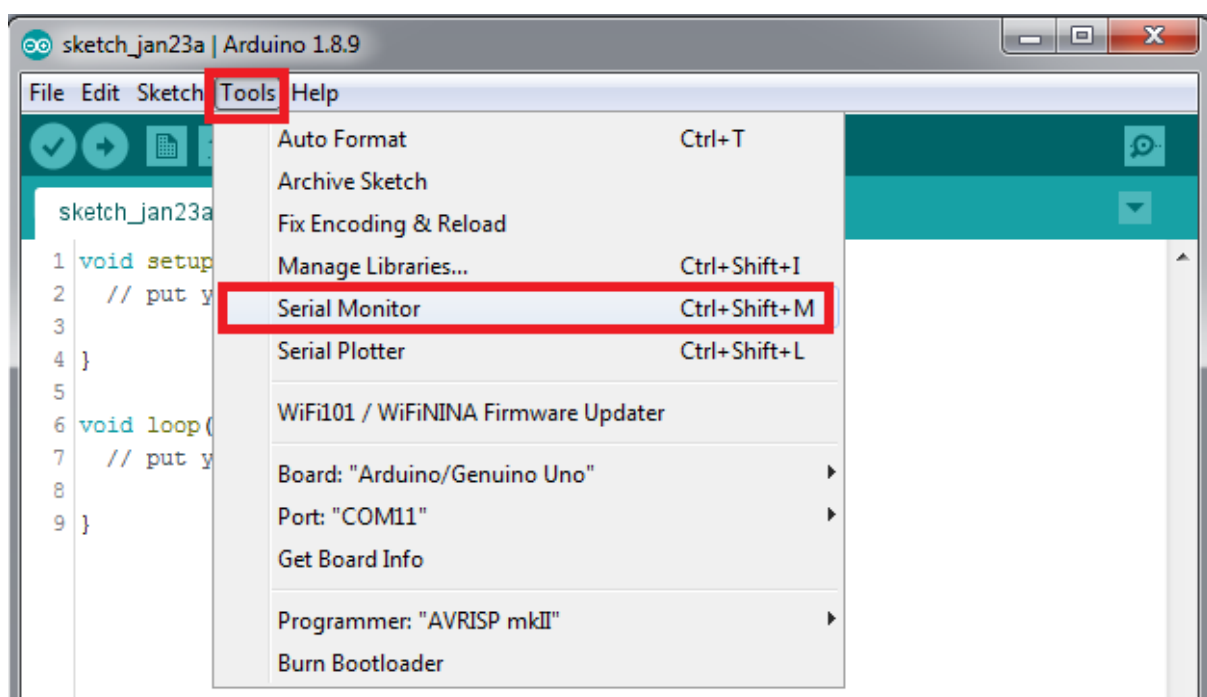 sketch_jan23a | Arduino 1.8.9
File Edit Sketch Tools Help
Auto Format Ctrl+T
Archive Sketch
sketch_jan23a
Fix Encoding & Reload
1 void setup
Manage Libraries... Ctrl+Shift+I
2 // put y
Serial Monitor Ctrl+Shift+M
3
4 }
Serial Plotter Ctrl+Shift+L
5
WiFi101 / WiFiNINA Firmware Updater
6 void loop(
7 // put y
Board: "Arduino/Genuino Uno"
8
Port: "COM11"
9 }
Get Board Info
Programmer: "AVRISP mkII"
Burn Bootloader